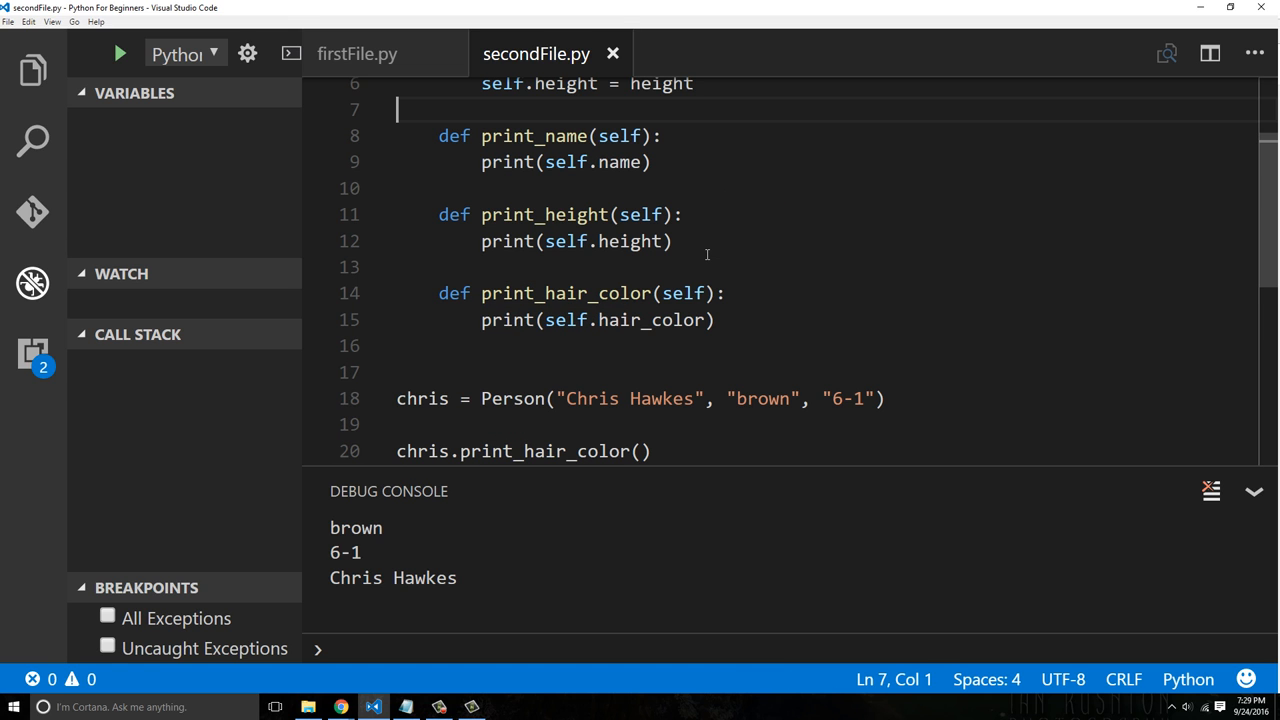 secondFile.py - Python For Beginners - Visual Studio Code
File Edit View Go Help
Pythor
firstFile.py
secondFile.py
VARIABLES
WATCH
CALL STACK
2
BREAKPOINTS
All Exceptions
Uncaught Exceptions
6 self.height = height
7
8 def print_name(self):
9 print(self.name)
10
11 def print_height(self):
12 print(self.height)
13
14 def print_hair_color(self):
15 print(self.hair_color)
16
17
18 chris = Person("Chris Hawkes", "brown", "6-1")
19
20 chris.print_hair_color()
DEBUG CONSOLE
brown
6-1
Chris Hawkes
0 0
Ln 7, Col 1 Spaces: 4 UTF-8 CRLF Python
I'm Cortana. Ask me anything.
7:29 PM
9/24/2016